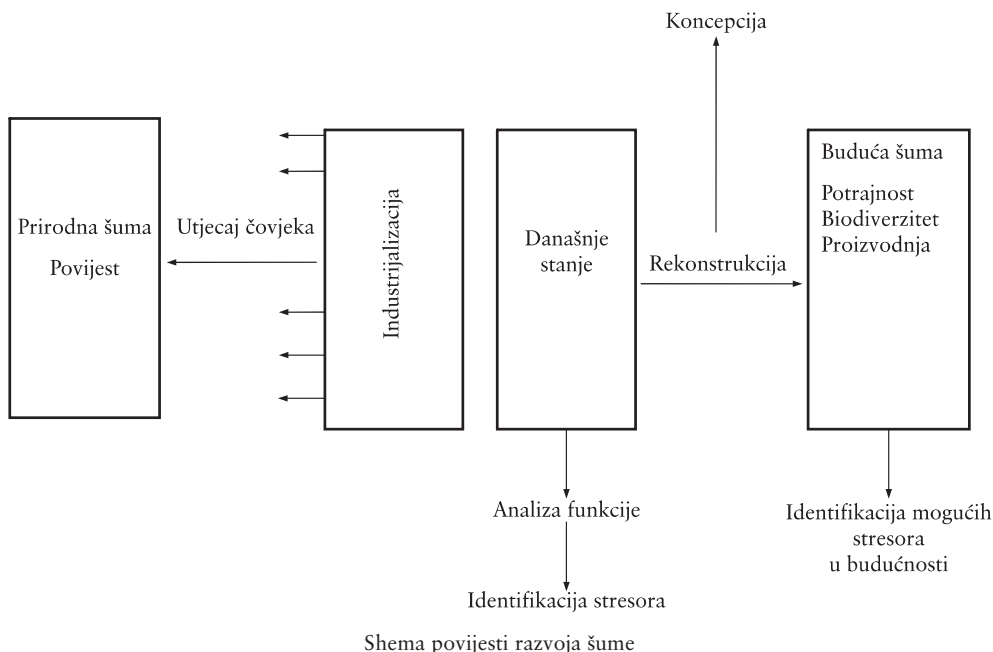 Koncepcija
Prirodna šuma
Povijest
Utjecaj čovjeka
Industrijalizacija
Današnje
stanje
Rekonstrukcija
Buduća šuma
Potrajnost
Biodiverzitet
Proizvodnja
Analiza funkcije
Identifikacija stresora
Identifikacija mogućih
stresora
u budućnosti
Shema povijesti razvoja šume